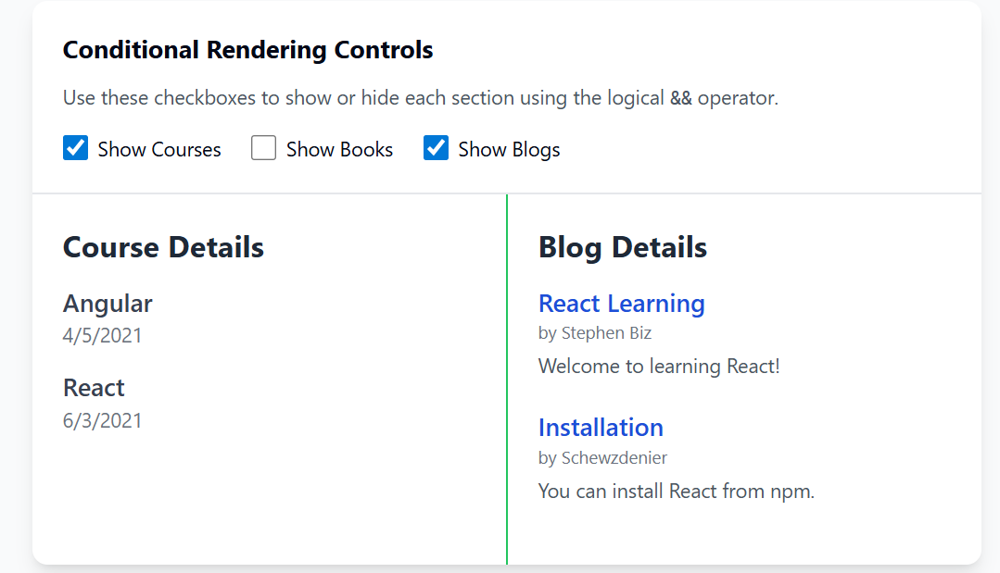 Conditional Rendering Controls
Use these checkboxes to show or hide each section using the logical && operator.
Show Courses Show Books Show Blogs
Course Details
Angular
4/5/2021
React
6/3/2021
Blog Details
React Learning
by Stephen Biz
Welcome to learning React!
Installation
by Schewzdenier
You can install React from npm.